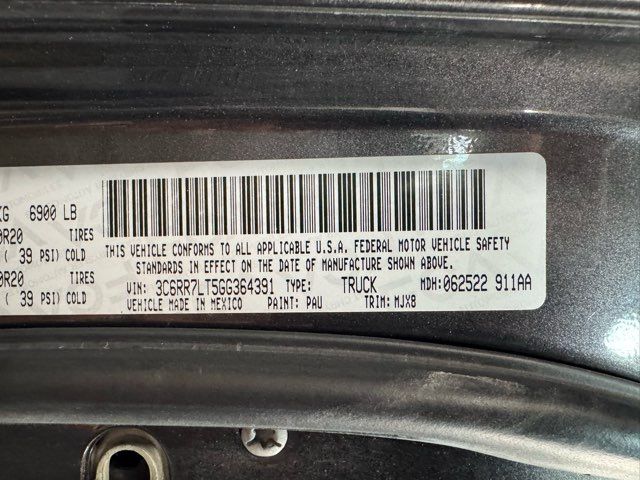 KG 6900 LB
0R20 TIRES
( 39 PSI) COLD
0R20 TIRES
( 39 PSI) COLD
THIS VEHICLE CONFORMS TO ALL APPLICABLE U.S.A. FEDERAL MOTOR VEHICLE SAFETY
STANDARDS IN EFFECT ON THE DATE OF MANUFACTURE SHOWN ABOVE.
VIN: 3C6RR7LT5GG364391 TYPE: TRUCK MDH: 062522 911AA
VEHICLE MADE IN MEXICO PAINT: PAU TRIM: MJX8